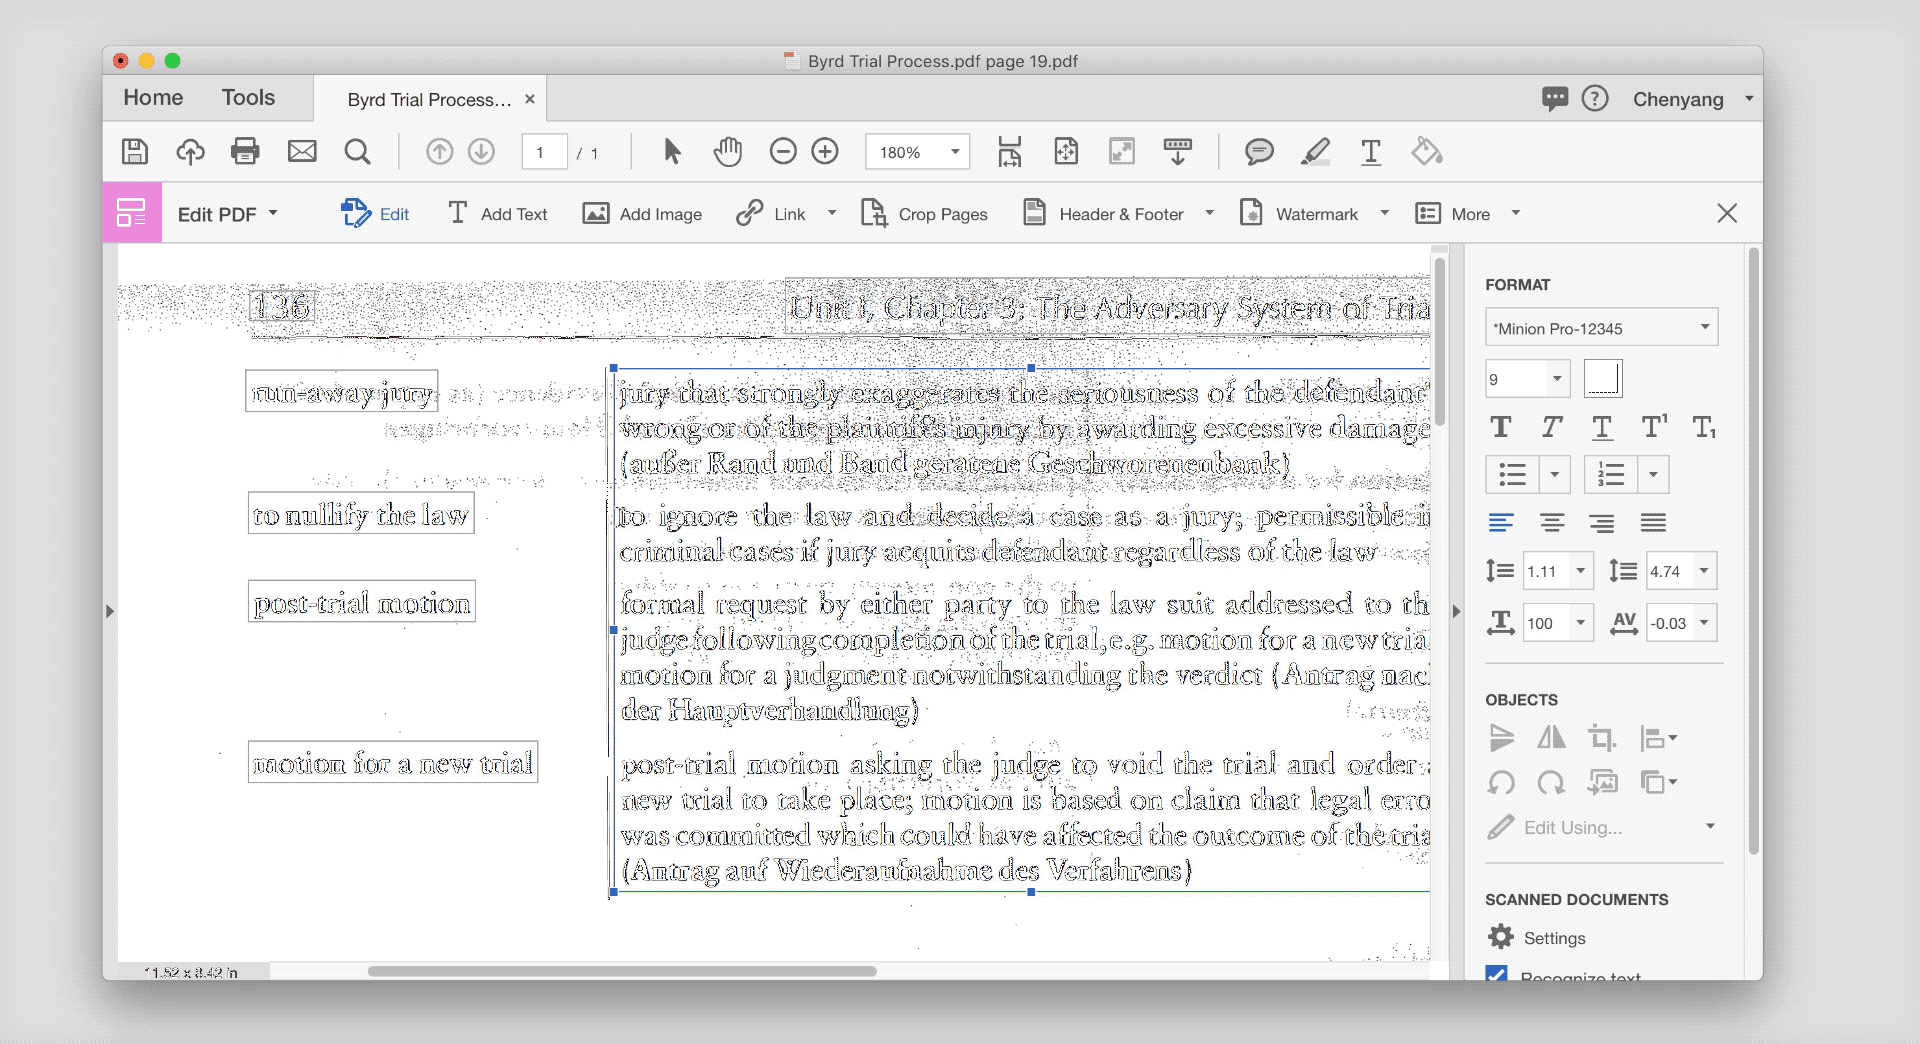 Byrd Trial Process.pdf page 19.pdf
Home Tools Byrd Trial Process... × ? Chenyang
1 / 1 180%
Edit PDF Edit Add Text Add Image Link Crop Pages Header & Footer Watermark More
136 Unit I, Chapter 3: The Adversary System of Tria
run-away jury
jury that strongly exaggerates the seriousness of the defendant'
wrong or of the plaintiff's injury by awarding excessive damage
(außer Rand und Band geratene Geschworenenbank)
to nullify the law
to ignore the law and decide a case as a jury; permissible i
criminal cases if jury acquits defendant regardless of the law
post-trial motion
formal request by either party to the law suit addressed to th
judge following completion of the trial, e.g. motion for a new trial
motion for a judgment notwithstanding the verdict (Antrag nach
der Hauptverhandlung)
motion for a new trial
post-trial motion asking the judge to void the trial and order a
new trial to take place; motion is based on claim that legal erro
was committed which could have affected the outcome of the tria
(Antrag auf Wiederaufnahme des Verfahrens)
11.52 x 8.42 in
FORMAT
*Minion Pro-12345
9
T T T T¹ T₁
1.11 4.74
100 AV -0.03
OBJECTS
Edit Using...
SCANNED DOCUMENTS
Settings
Recognize text